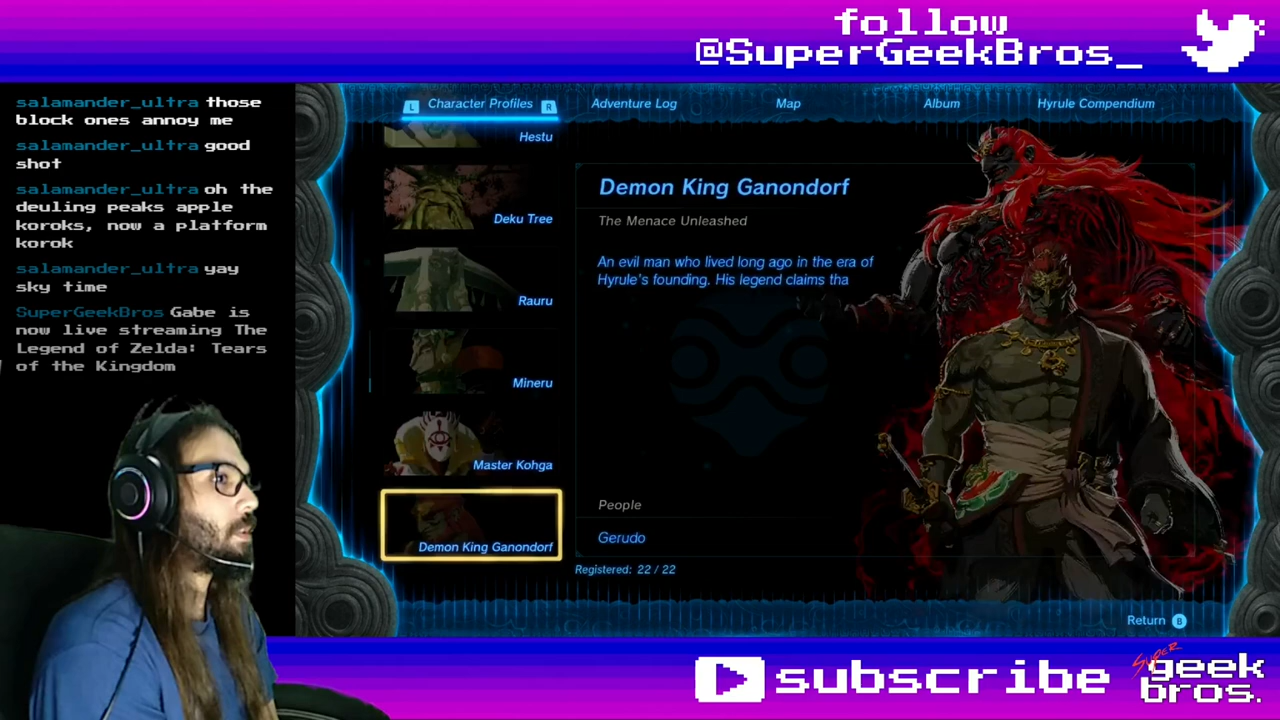 follow
@SuperGeekBros_
salamander_ultra those
block ones annoy me
salamander_ultra good
shot
salamander_ultra oh the
deuling peaks apple
koroks, now a platform
korok
salamander_ultra yay
sky time
SuperGeekBros Gabe is
now live streaming The
Legend of Zelda: Tears
of the Kingdom
L Character Profiles R Adventure Log Map Album Hyrule Compendium
Hestu
Deku Tree
Rauru
Mineru
Master Kohga
Demon King Ganondorf
Demon King Ganondorf
The Menace Unleashed
An evil man who lived long ago in the era of
Hyrule's founding. His legend claims tha
People
Gerudo
Registered: 22 / 22
Return B
subscribe
SUPER
geek
bros.